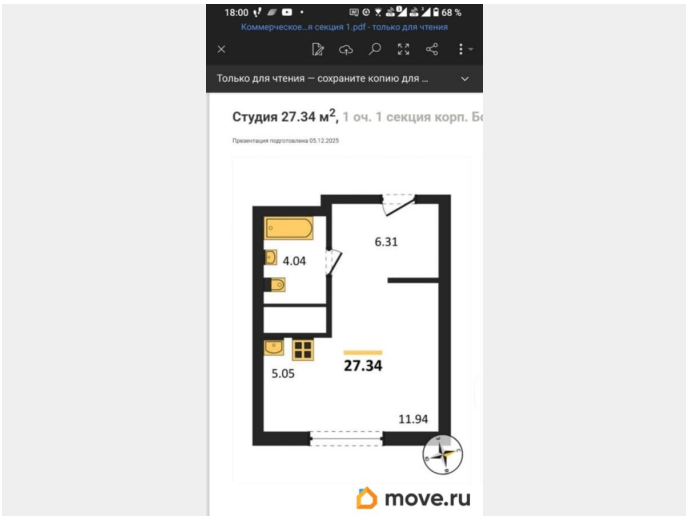 18:00
68 %
Коммерческое...я секция 1.pdf - только для чтения
Только для чтения — сохраните копию для ...
Студия 27.34 м², 1 оч. 1 секция корп. Бо
Презентация подготовлена 05.12.2025
6.31
4.04
27.34
5.05
11.94
move.ru